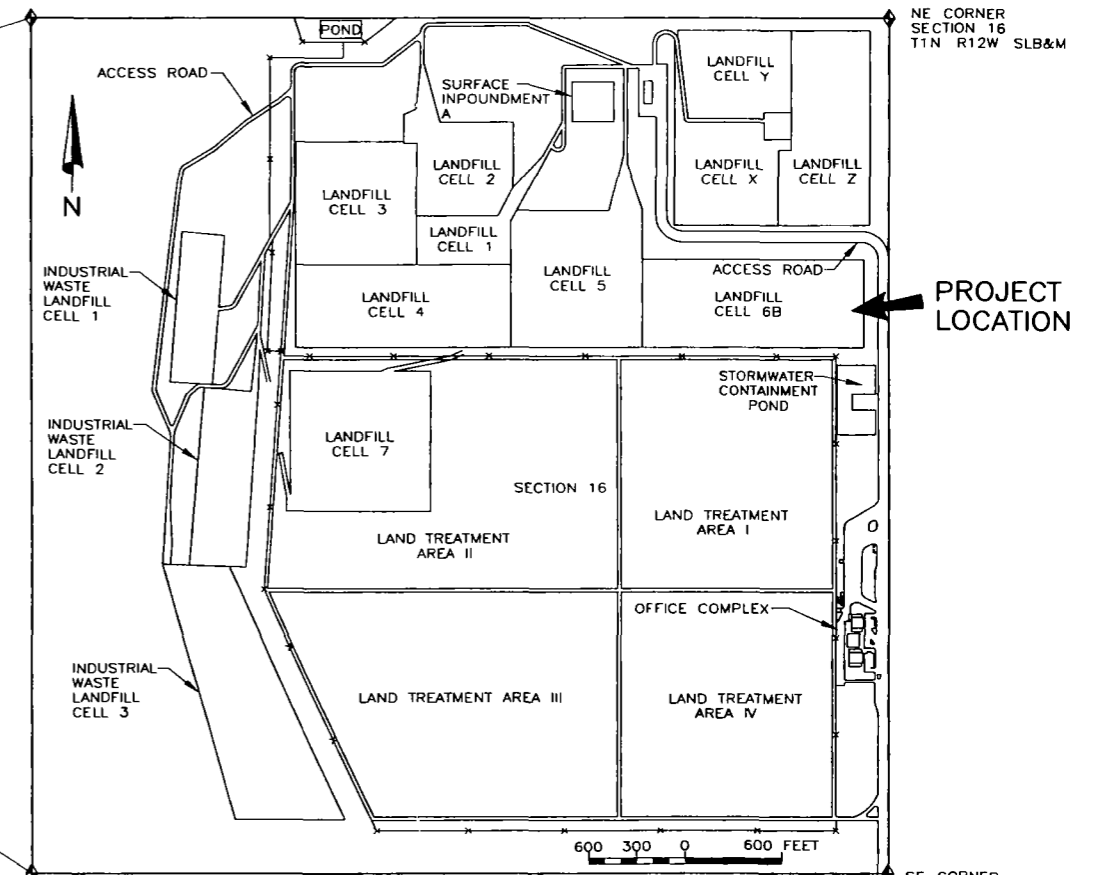 NE CORNER
SECTION 16
T1N R12W SLB&M
POND
ACCESS ROAD
SURFACE
INPOUNDMENT
A
LANDFILL
CELL Y
N
LANDFILL
CELL 2
LANDFILL
CELL X
LANDFILL
CELL Z
LANDFILL
CELL 3
LANDFILL
CELL 1
INDUSTRIAL
WASTE
LANDFILL
CELL 1
LANDFILL
CELL 4
LANDFILL
CELL 5
ACCESS ROAD
LANDFILL
CELL 6B
PROJECT
LOCATION
STORMWATER
CONTAINMENT
POND
INDUSTRIAL
WASTE
LANDFILL
CELL 2
LANDFILL
CELL 7
SECTION 16
LAND TREATMENT
AREA I
LAND TREATMENT
AREA II
OFFICE COMPLEX
INDUSTRIAL
WASTE
LANDFILL
CELL 3
LAND TREATMENT AREA III
LAND TREATMENT
AREA IV
600 300 0 600 FEET
SE CORNER